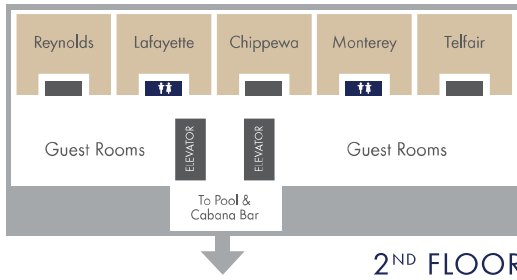 Reynolds
Lafayette
Chippewa
Monterey
Telfair
Guest Rooms
ELEVATOR
ELEVATOR
Guest Rooms
To Pool &
Cabana Bar
2ND FLOOR